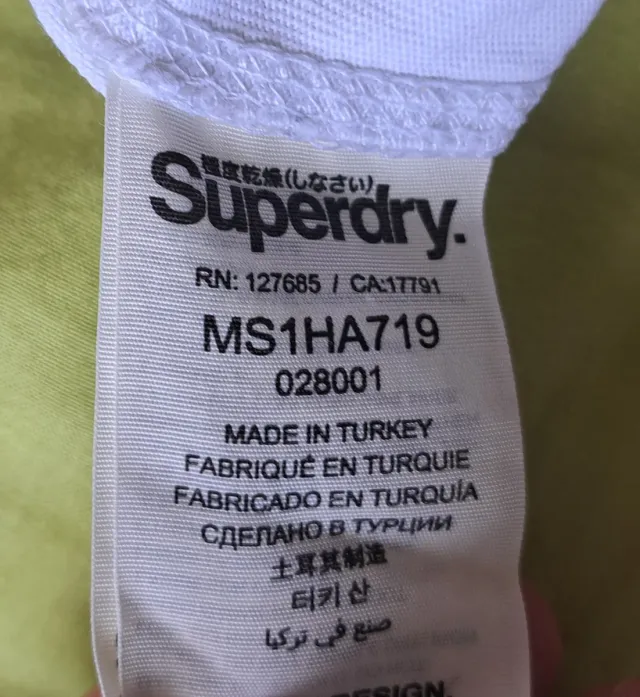 極度乾燥(しなさい)
Superdry.
RN: 127685 / CA:17791
MS1HA719
028001
MADE IN TURKEY
FABRIQUÉ EN TURQUIE
FABRICADO EN TURQUÍA
СДЕЛАНО В ТУРЦИИ
土耳其制造
터키 산
صنع في تركيا
DESIGN.